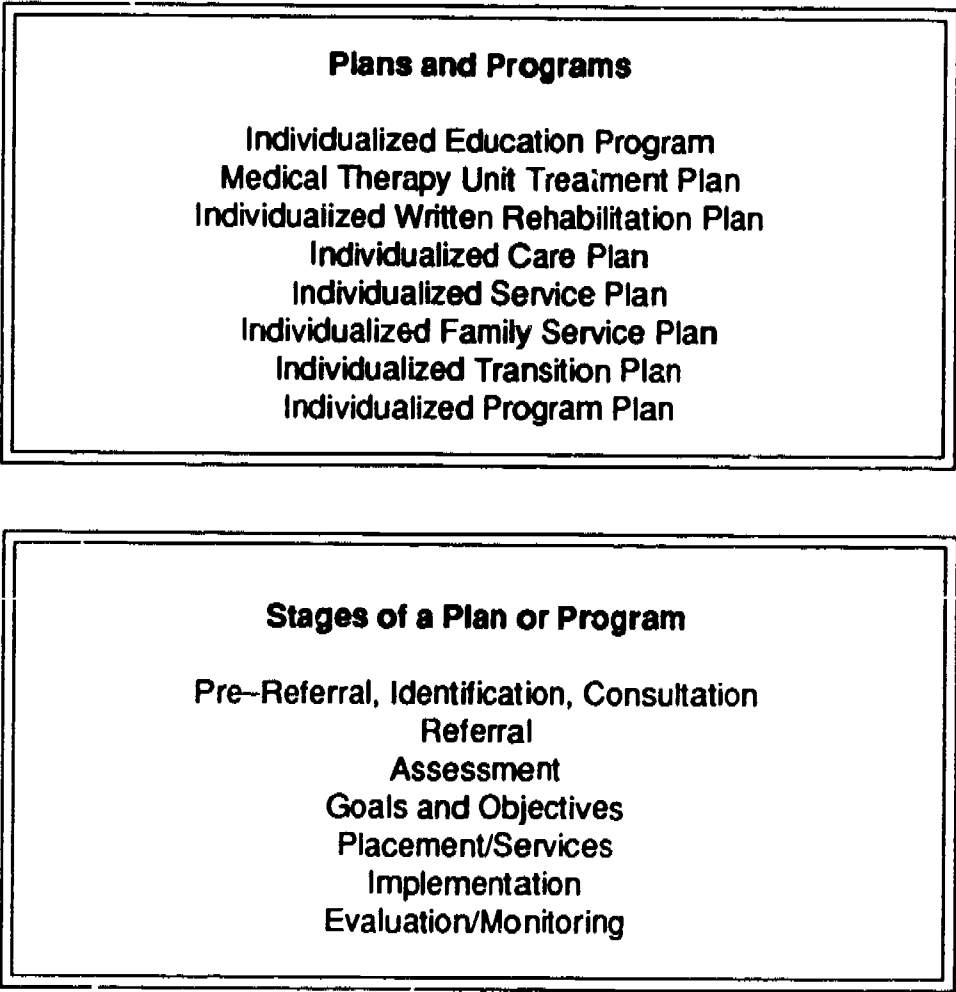 Plans and Programs
Individualized Education Program
Medical Therapy Unit Treatment Plan
Individualized Written Rehabilitation Plan
Individualized Care Plan
Individualized Service Plan
Individualized Family Service Plan
Individualized Transition Plan
Individualized Program Plan
Stages of a Plan or Program
Pre–Referral, Identification, Consultation
Referral
Assessment
Goals and Objectives
Placement/Services
Implementation
Evaluation/Monitoring